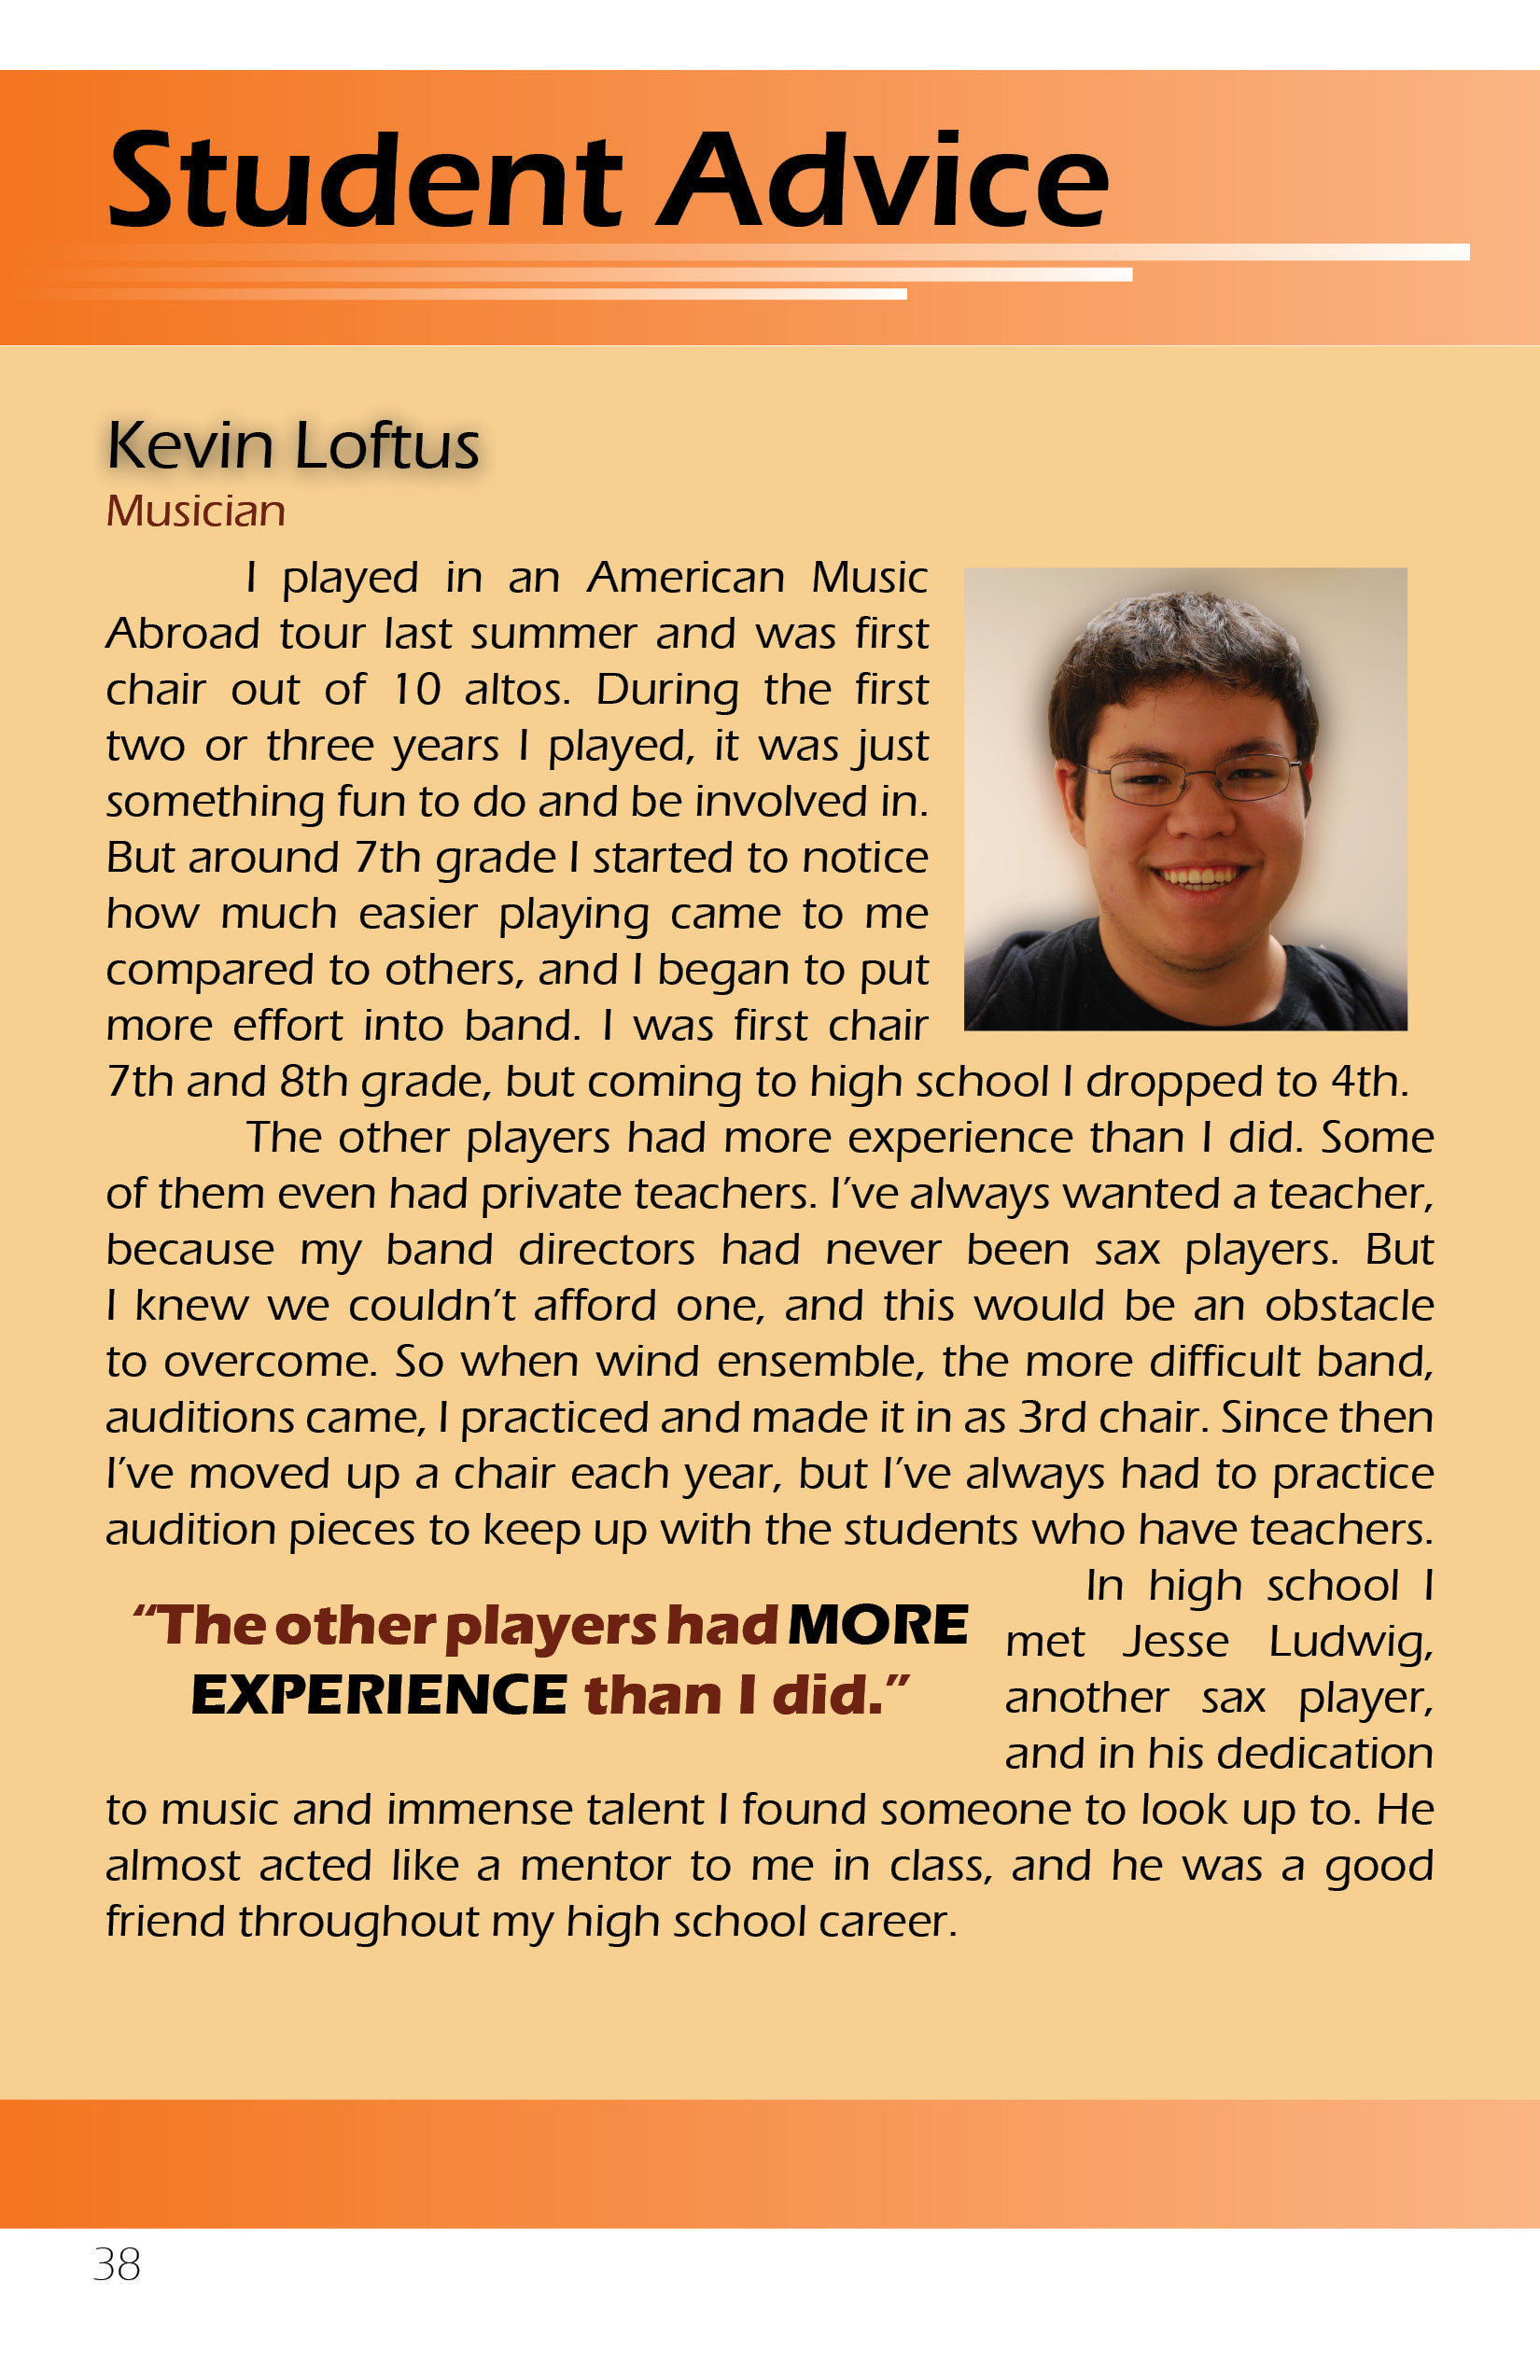 Student Advice
Kevin Loftus
Musician
I played in an American Music
Abroad tour last summer and was first
chair out of 10 altos. During the first
two or three years I played, it was just
something fun to do and be involved in.
But around 7th grade I started to notice
how much easier playing came to me
compared to others, and I began to put
more effort into band. I was first chair
7th and 8th grade, but coming to high school I dropped to 4th.
The other players had more experience than I did. Some
of them even had private teachers. I’ve always wanted a teacher,
because my band directors had never been sax players. But
I knew we couldn’t afford one, and this would be an obstacle
to overcome. So when wind ensemble, the more difficult band,
auditions came, I practiced and made it in as 3rd chair. Since then
I’ve moved up a chair each year, but I’ve always had to practice
audition pieces to keep up with the students who have teachers.
“The other players had MORE
EXPERIENCE than I did.”
In high school I
met Jesse Ludwig,
another sax player,
and in his dedication
to music and immense talent I found someone to look up to. He
almost acted like a mentor to me in class, and he was a good
friend throughout my high school career.
38